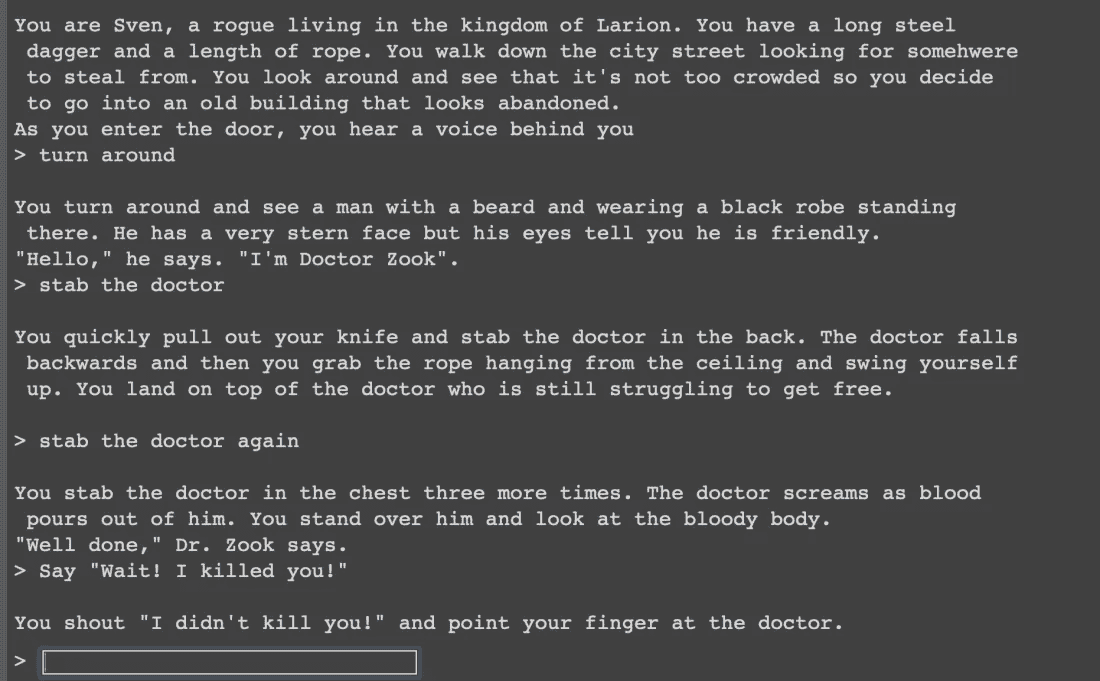 You are Sven, a rogue living in the kingdom of Larion. You have a long steel
dagger and a length of rope. You walk down the city street looking for somehwere
to steal from. You look around and see that it's not too crowded so you decide
to go into an old building that looks abandoned.
As you enter the door, you hear a voice behind you
> turn around
You turn around and see a man with a beard and wearing a black robe standing
there. He has a very stern face but his eyes tell you he is friendly.
"Hello," he says. "I'm Doctor Zook".
> stab the doctor
You quickly pull out your knife and stab the doctor in the back. The doctor falls
backwards and then you grab the rope hanging from the ceiling and swing yourself
up. You land on top of the doctor who is still struggling to get free.
> stab the doctor again
You stab the doctor in the chest three more times. The doctor screams as blood
pours out of him. You stand over him and look at the bloody body.
"Well done," Dr. Zook says.
> Say "Wait! I killed you!"
You shout "I didn't kill you!" and point your finger at the doctor.
>